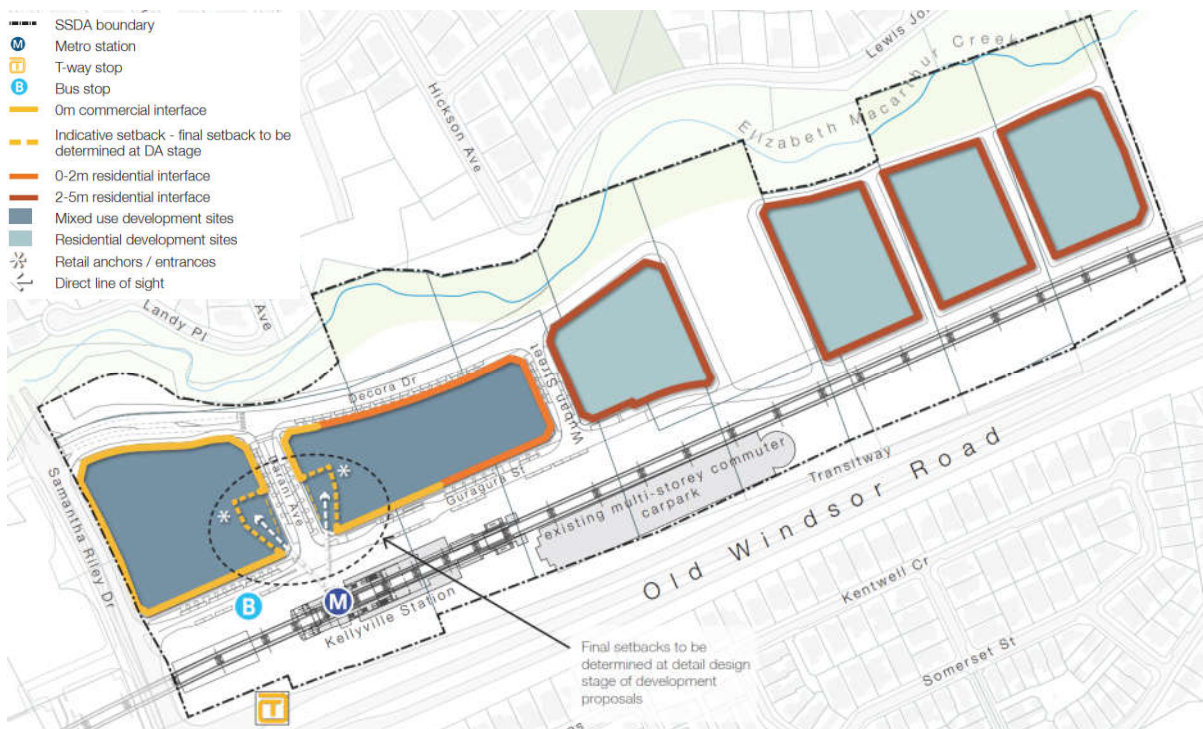 SSDA boundary
M
Metro station
T
T-way stop
B
Bus stop
0m commercial interface
Indicative setback - final setback to be
determined at DA stage
0-2m residential interface
2-5m residential interface
Mixed use development sites
Residential development sites
Retail anchors / entrances
Direct line of sight
Lewis Jo
Hickson Ave
Elizabeth Macarthur Creek
Landy Pl
Ave
Decora Dr
Wuban Street
Samantha Riley Dr
Darani Ave
Guragura St
existing multi-storey commuter
carpark
Transitway
Old Windsor Road
B
M
Kellyville Station
Kentwell Cr
Somerset St
Final setbacks to be
determined at detail design
stage of development
proposals
T